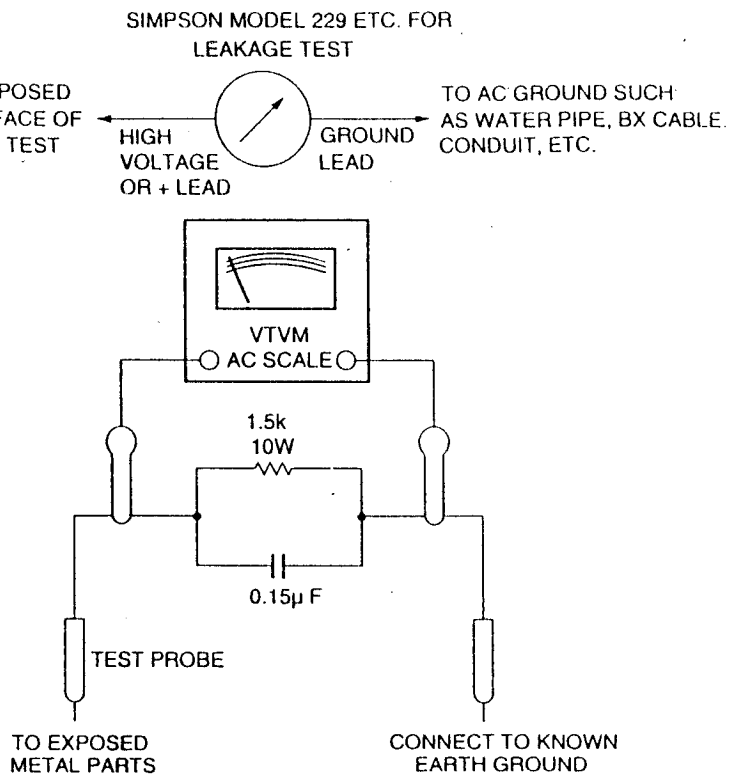 SIMPSON MODEL 229 ETC. FOR
LEAKAGE TEST
POSED
FACE OF
TEST
HIGH
VOLTAGE
OR + LEAD
GROUND
LEAD
TO AC GROUND SUCH
AS WATER PIPE, BX CABLE.
CONDUIT, ETC.
VTVM
AC SCALE
1.5k
10W
0.15µ F
TEST PROBE
TO EXPOSED
METAL PARTS
CONNECT TO KNOWN
EARTH GROUND